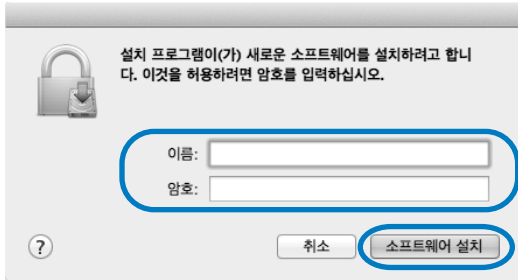 설치 프로그램이(가) 새로운 소프트웨어를 설치하려고 합니
다. 이것을 허용하려면 암호를 입력하십시오.
이름:
암호:
?
취소
소프트웨어 설치